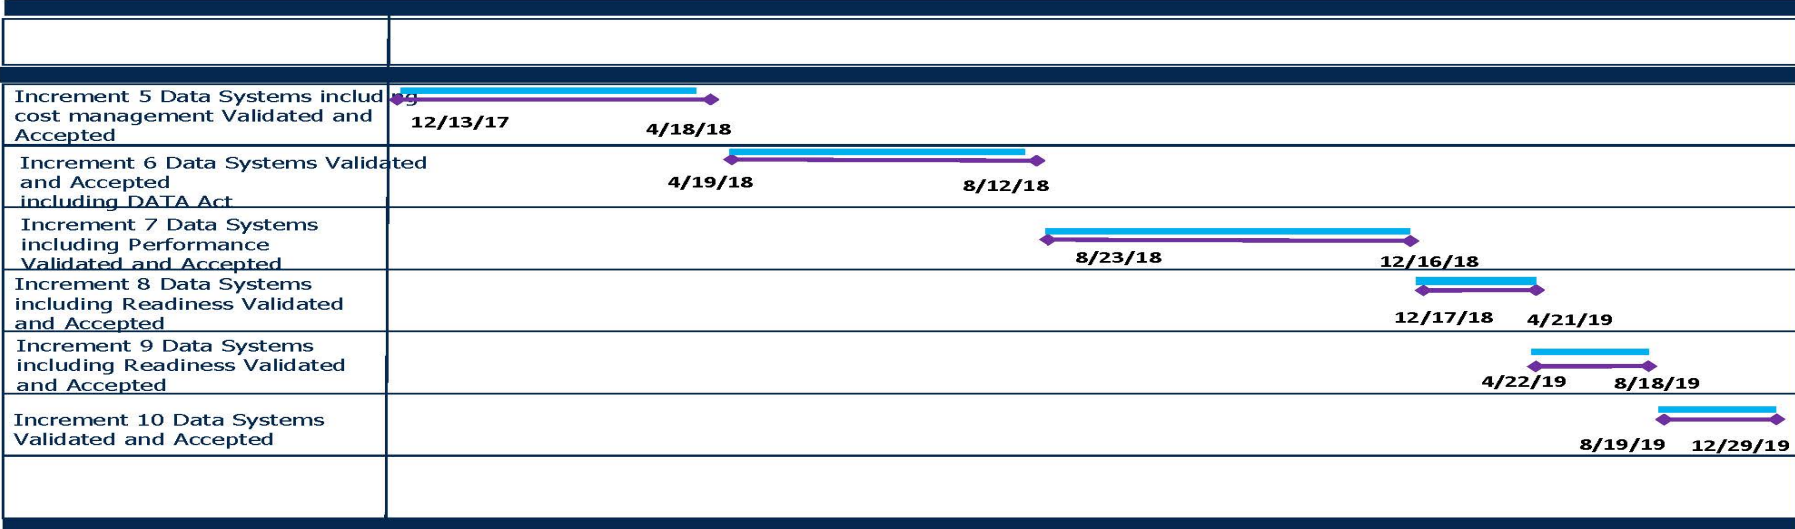 Increment 5 Data Systems including
cost management Validated and
Accepted
12/13/17
4/18/18
Increment 6 Data Systems Validated
and Accepted
including DATA Act
4/19/18
8/12/18
Increment 7 Data Systems
including Performance
Validated and Accepted
8/23/18
12/16/18
Increment 8 Data Systems
including Readiness Validated
and Accepted
12/17/18
4/21/19
Increment 9 Data Systems
including Readiness Validated
and Accepted
4/22/19
8/18/19
Increment 10 Data Systems
Validated and Accepted
8/19/19
12/29/19